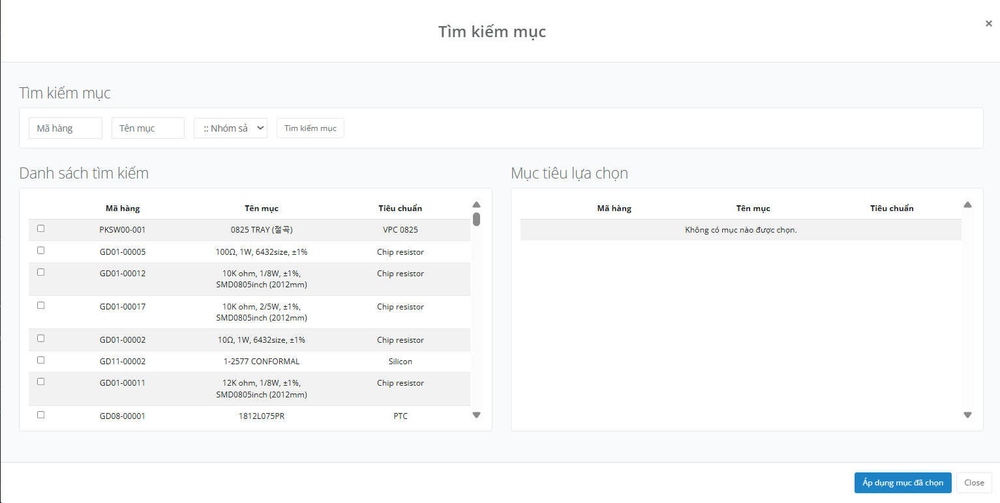 Tìm kiếm mục
×
Tìm kiếm mục
Mã hàng
Tên mục
:: Nhóm sả
Tìm kiếm mục
Danh sách tìm kiếm
Mã hàng Tên mục Tiêu chuẩn
PKSW00-001 0825 TRAY (절곡) VPC 0825
GD01-00005 100Ω, 1W, 6432size, ±1% Chip resistor
GD01-00012 10K ohm, 1/8W, ±1%, Chip resistor
SMD0805inch (2012mm)
GD01-00017 10K ohm, 2/5W, ±1%, Chip resistor
SMD0805inch (2012mm)
GD01-00002 10Ω, 1W, 6432size, ±1% Chip resistor
GD11-00002 1-2577 CONFORMAL Silicon
GD01-00011 12K ohm, 1/8W, ±1%, Chip resistor
SMD0805inch (2012mm)
GD08-00001 1812L075PR PTC
Mục tiêu lựa chọn
Mã hàng Tên mục Tiêu chuẩn
Không có mục nào được chọn.
Áp dụng mục đã chọn
Close